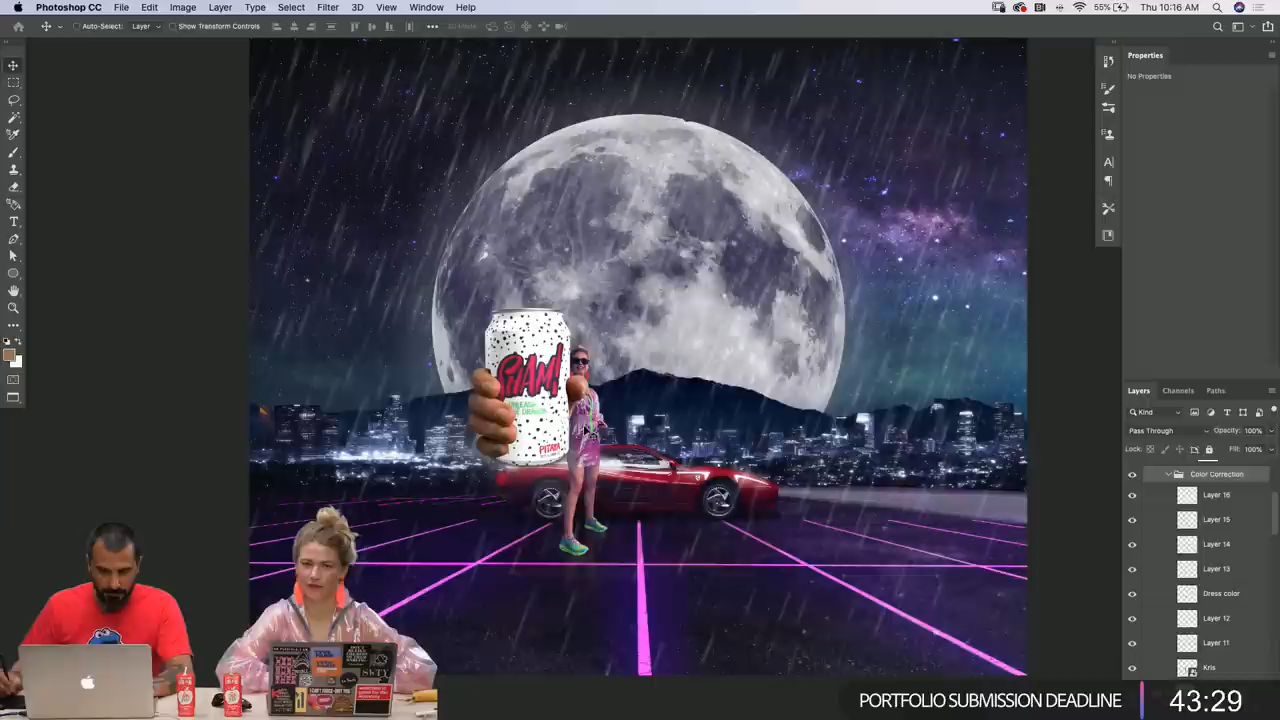 Photoshop CC File Edit Image Layer Type Select Filter 3D View Window Help
55% Thu 10:16 AM
Auto-Select: Layer Show Transform Controls
Properties
No Properties
Layers Channels Paths
Kind
Pass Through Opacity: 100%
Lock: Fill: 100%
Color Correction
Layer 16
Layer 15
Layer 14
Layer 13
Dress color
Layer 12
Layer 11
Kris
PITAYA
PORTFOLIO SUBMISSION DEADLINE 43:29